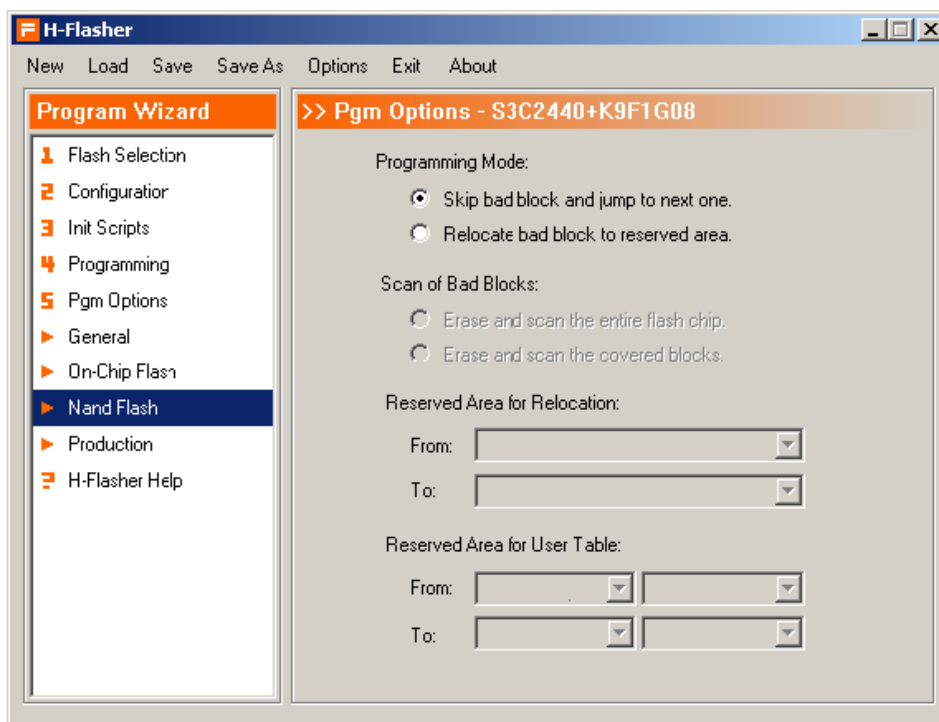 H-Flasher
New Load Save Save As Options Exit About
Program Wizard
1 Flash Selection
2 Configuration
3 Init Scripts
4 Programming
5 Pgm Options
General
On-Chip Flash
Nand Flash
Production
? H-Flasher Help
>> Pgm Options - S3C2440+K9F1G08
Programming Mode:
Skip bad block and jump to next one.
Relocate bad block to reserved area.
Scan of Bad Blocks:
Erase and scan the entire flash chip.
Erase and scan the covered blocks.
Reserved Area for Relocation:
From:
To:
Reserved Area for User Table:
From:
To: